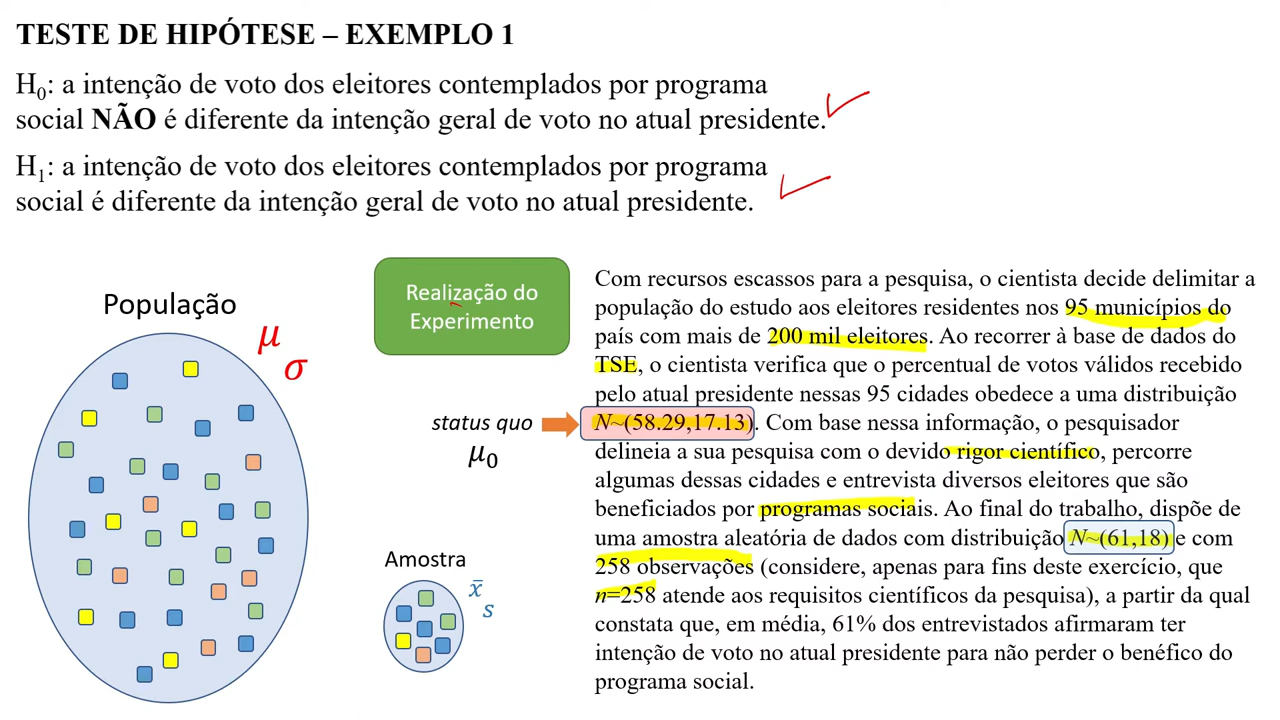 TESTE DE HIPÓTESE – EXEMPLO 1
H₀: a intenção de voto dos eleitores contemplados por programa
social NÃO é diferente da intenção geral de voto no atual presidente.
H₁: a intenção de voto dos eleitores contemplados por programa
social é diferente da intenção geral de voto no atual presidente.
População
μ
σ
Realização do
Experimento
status quo
μ₀
Amostra
x̄
s
Com recursos escassos para a pesquisa, o cientista decide delimitar a
população do estudo aos eleitores residentes nos 95 municípios do
país com mais de 200 mil eleitores. Ao recorrer à base de dados do
TSE, o cientista verifica que o percentual de votos válidos recebido
pelo atual presidente nessas 95 cidades obedece a uma distribuição
N~(58.29,17.13). Com base nessa informação, o pesquisador
delineia a sua pesquisa com o devido rigor científico, percorre
algumas dessas cidades e entrevista diversos eleitores que são
beneficiados por programas sociais. Ao final do trabalho, dispõe de
uma amostra aleatória de dados com distribuição N~(61,18) e com
258 observações (considere, apenas para fins deste exercício, que
n=258 atende aos requisitos científicos da pesquisa), a partir da qual
constata que, em média, 61% dos entrevistados afirmaram ter
intenção de voto no atual presidente para não perder o benéfico do
programa social.